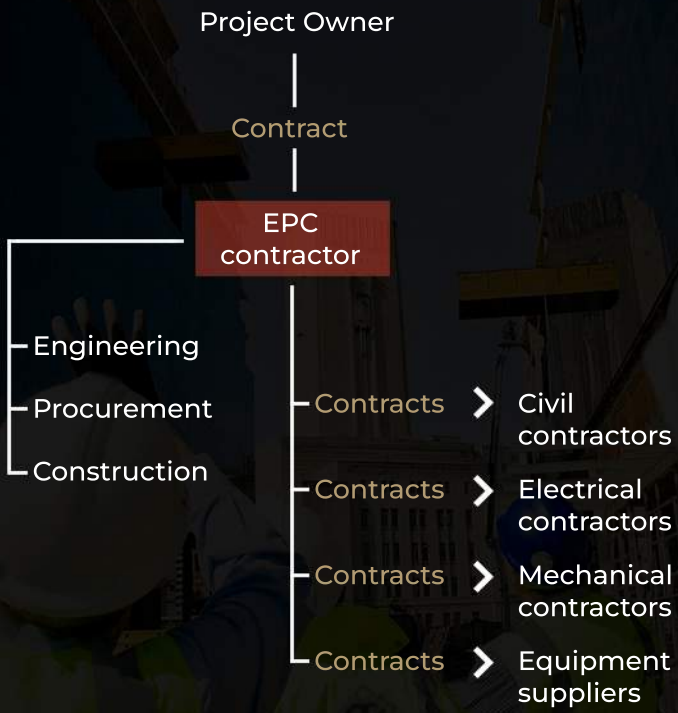 Project Owner
Contract
EPC
contractor
Engineering
Procurement
Construction
Contracts
Civil
contractors
Contracts
Electrical
contractors
Contracts
Mechanical
contractors
Contracts
Equipment
suppliers